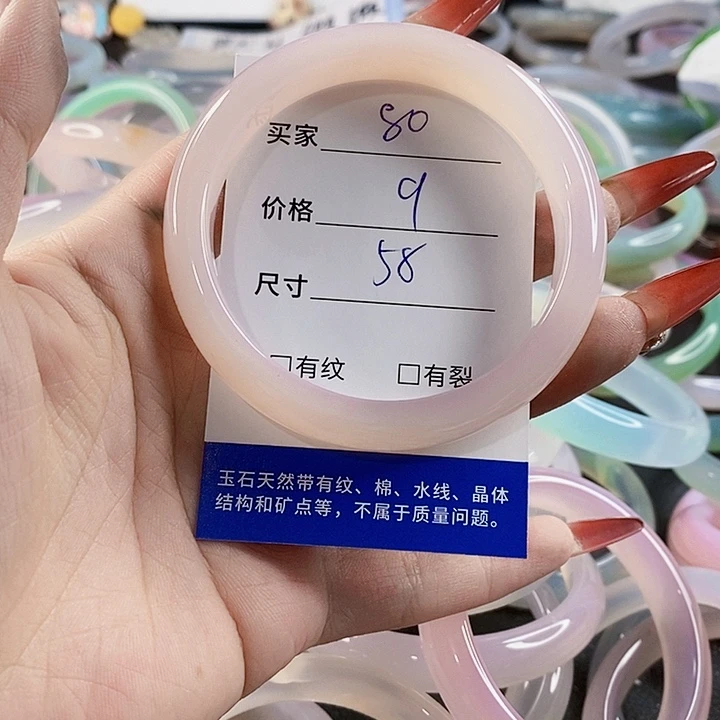 买家 80
价格 9
尺寸 58
□有纹 □有裂
玉石天然带有纹、棉、水线、晶体
结构和矿点等，不属于质量问题。